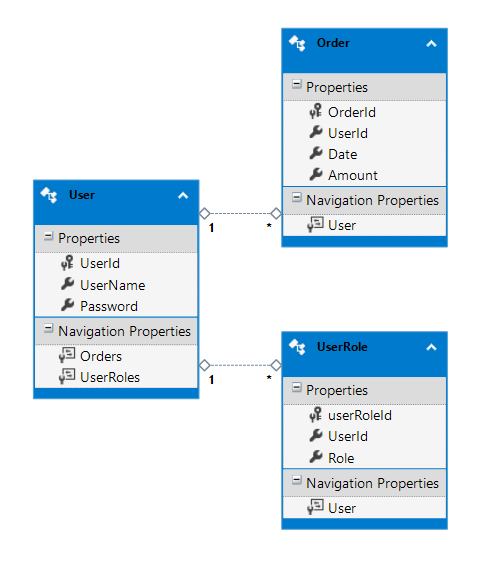 Order
Properties
OrderId
UserId
Date
Amount
Navigation Properties
User
User
Properties
UserId
UserName
Password
Navigation Properties
Orders
UserRoles
1
*
1
*
UserRole
Properties
userRoleId
UserId
Role
Navigation Properties
User